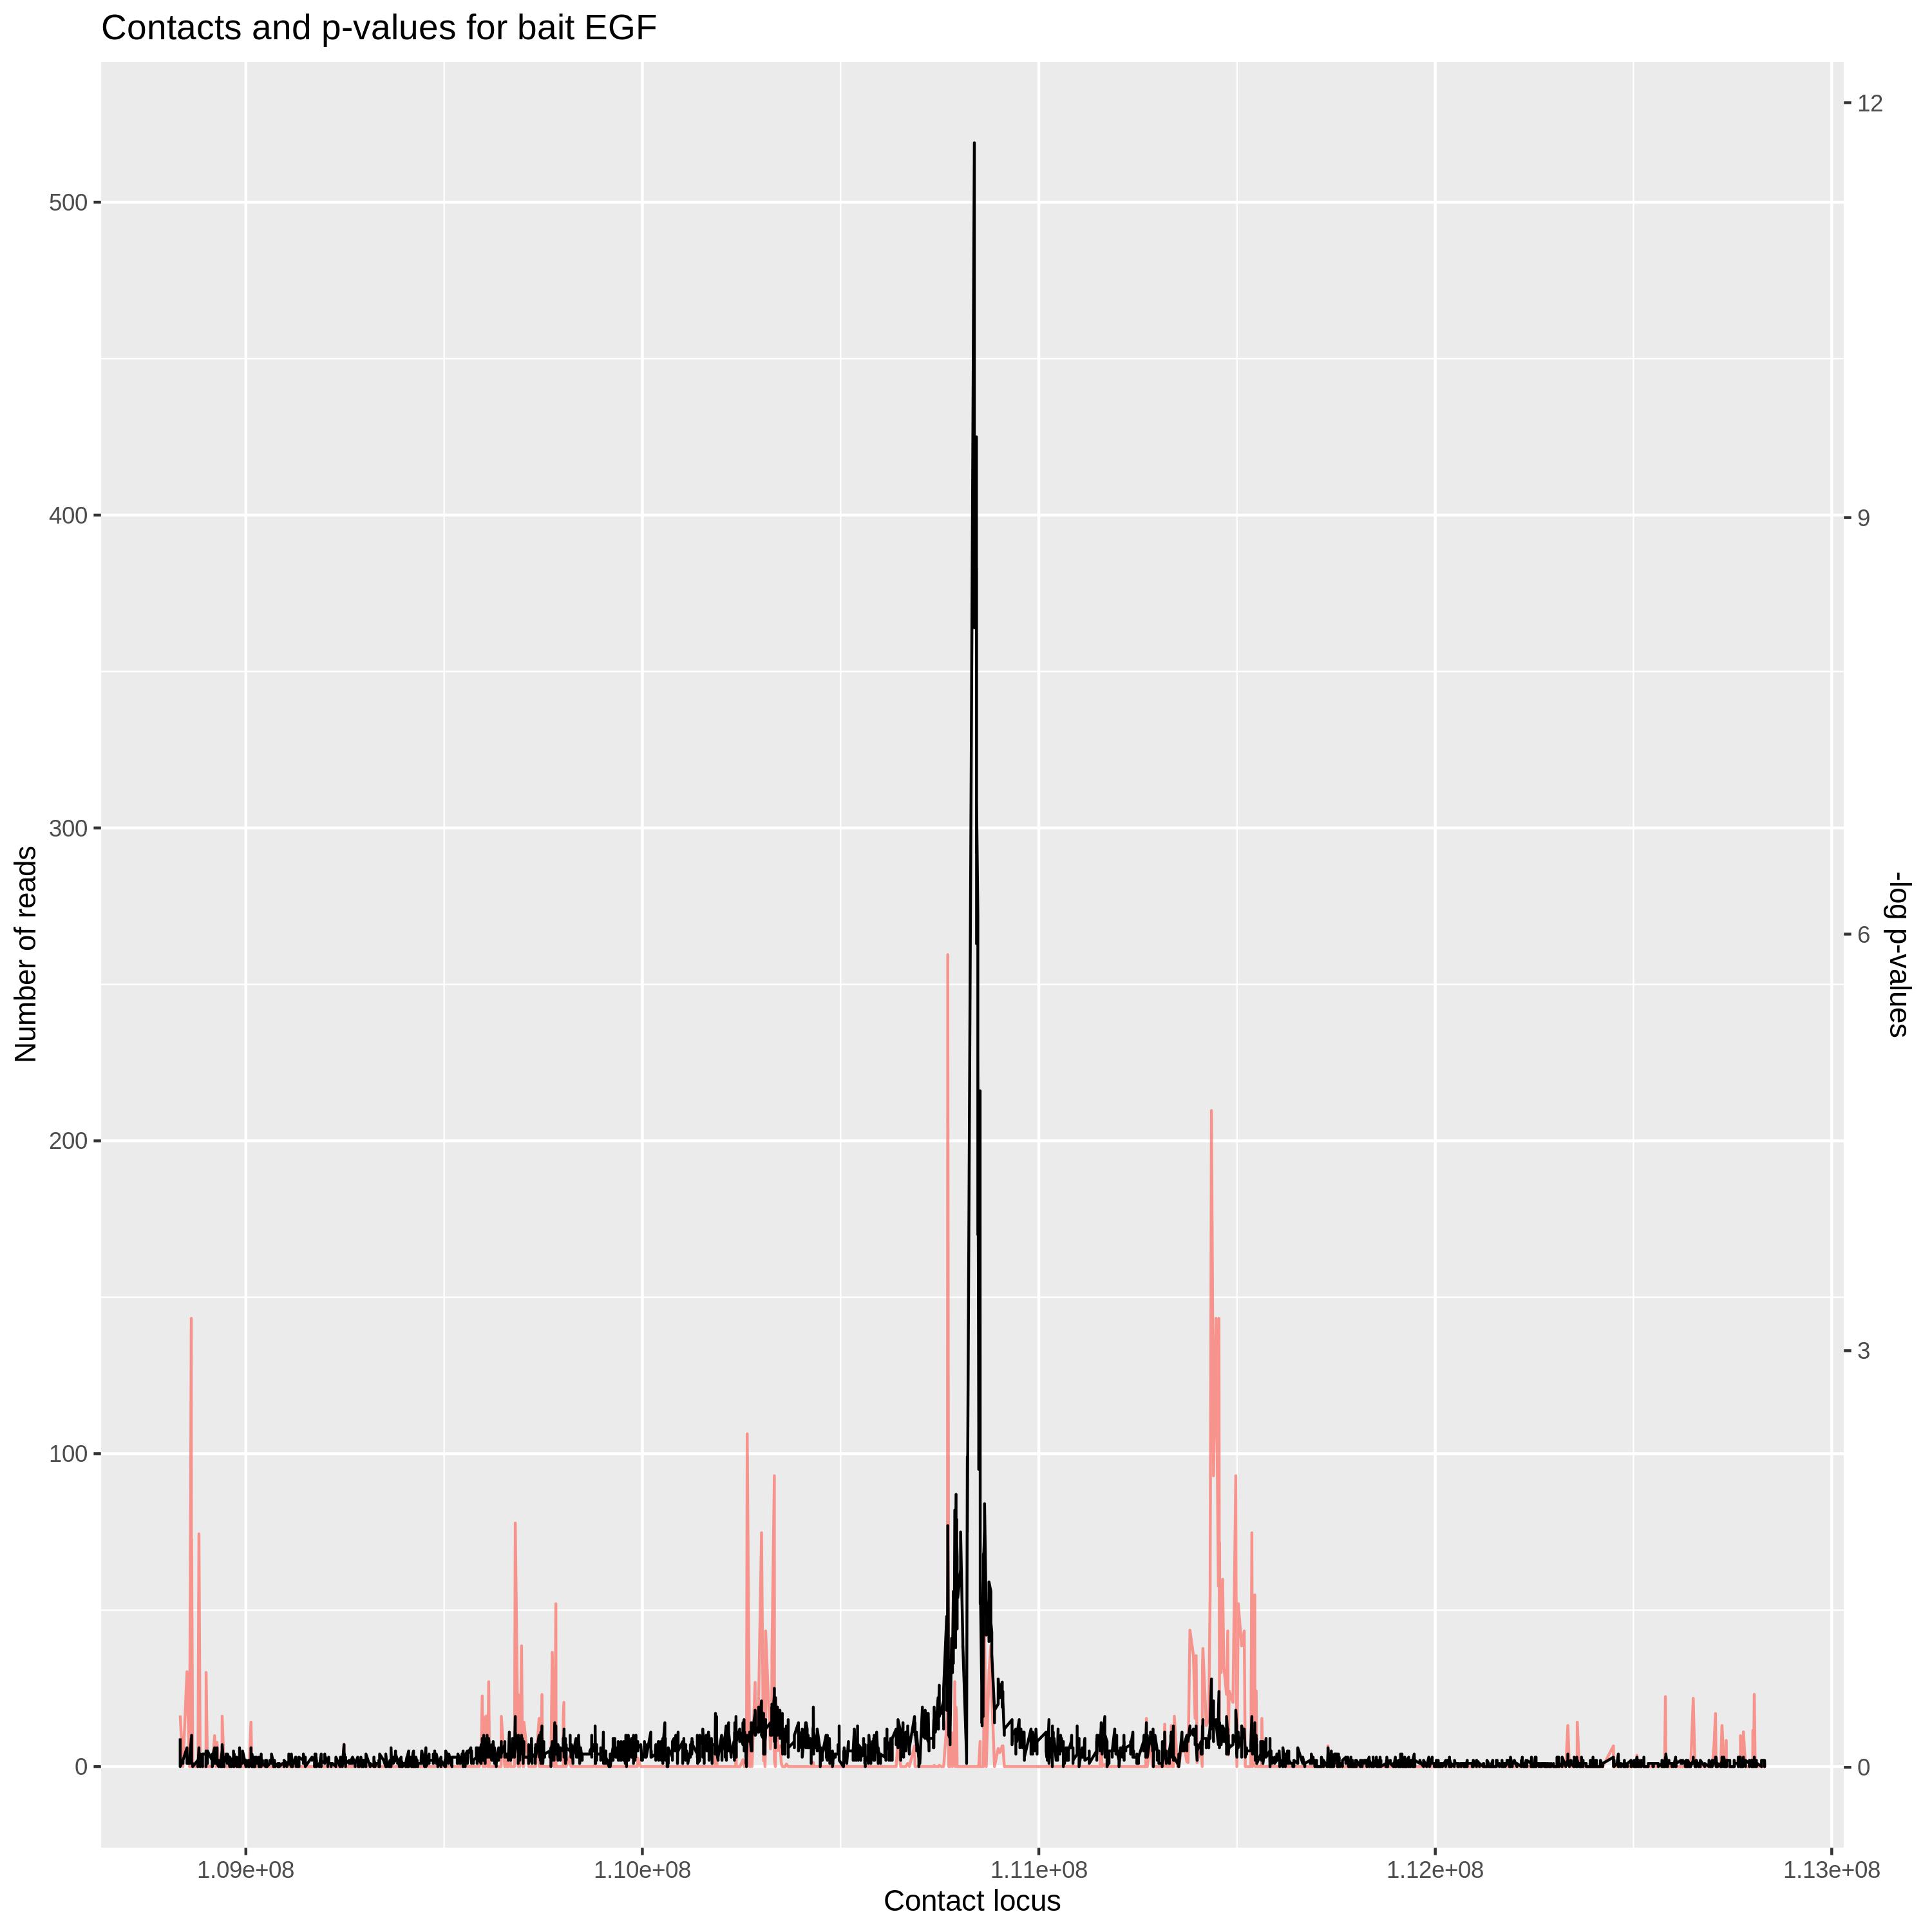 Contacts and p-values for bait EGF
12
500
400
9
300
6
200
3
100
0
0
Number of reads
-log p-values
1.09e+08
1.10e+08
1.11e+08
1.12e+08
1.13e+08
Contact locus